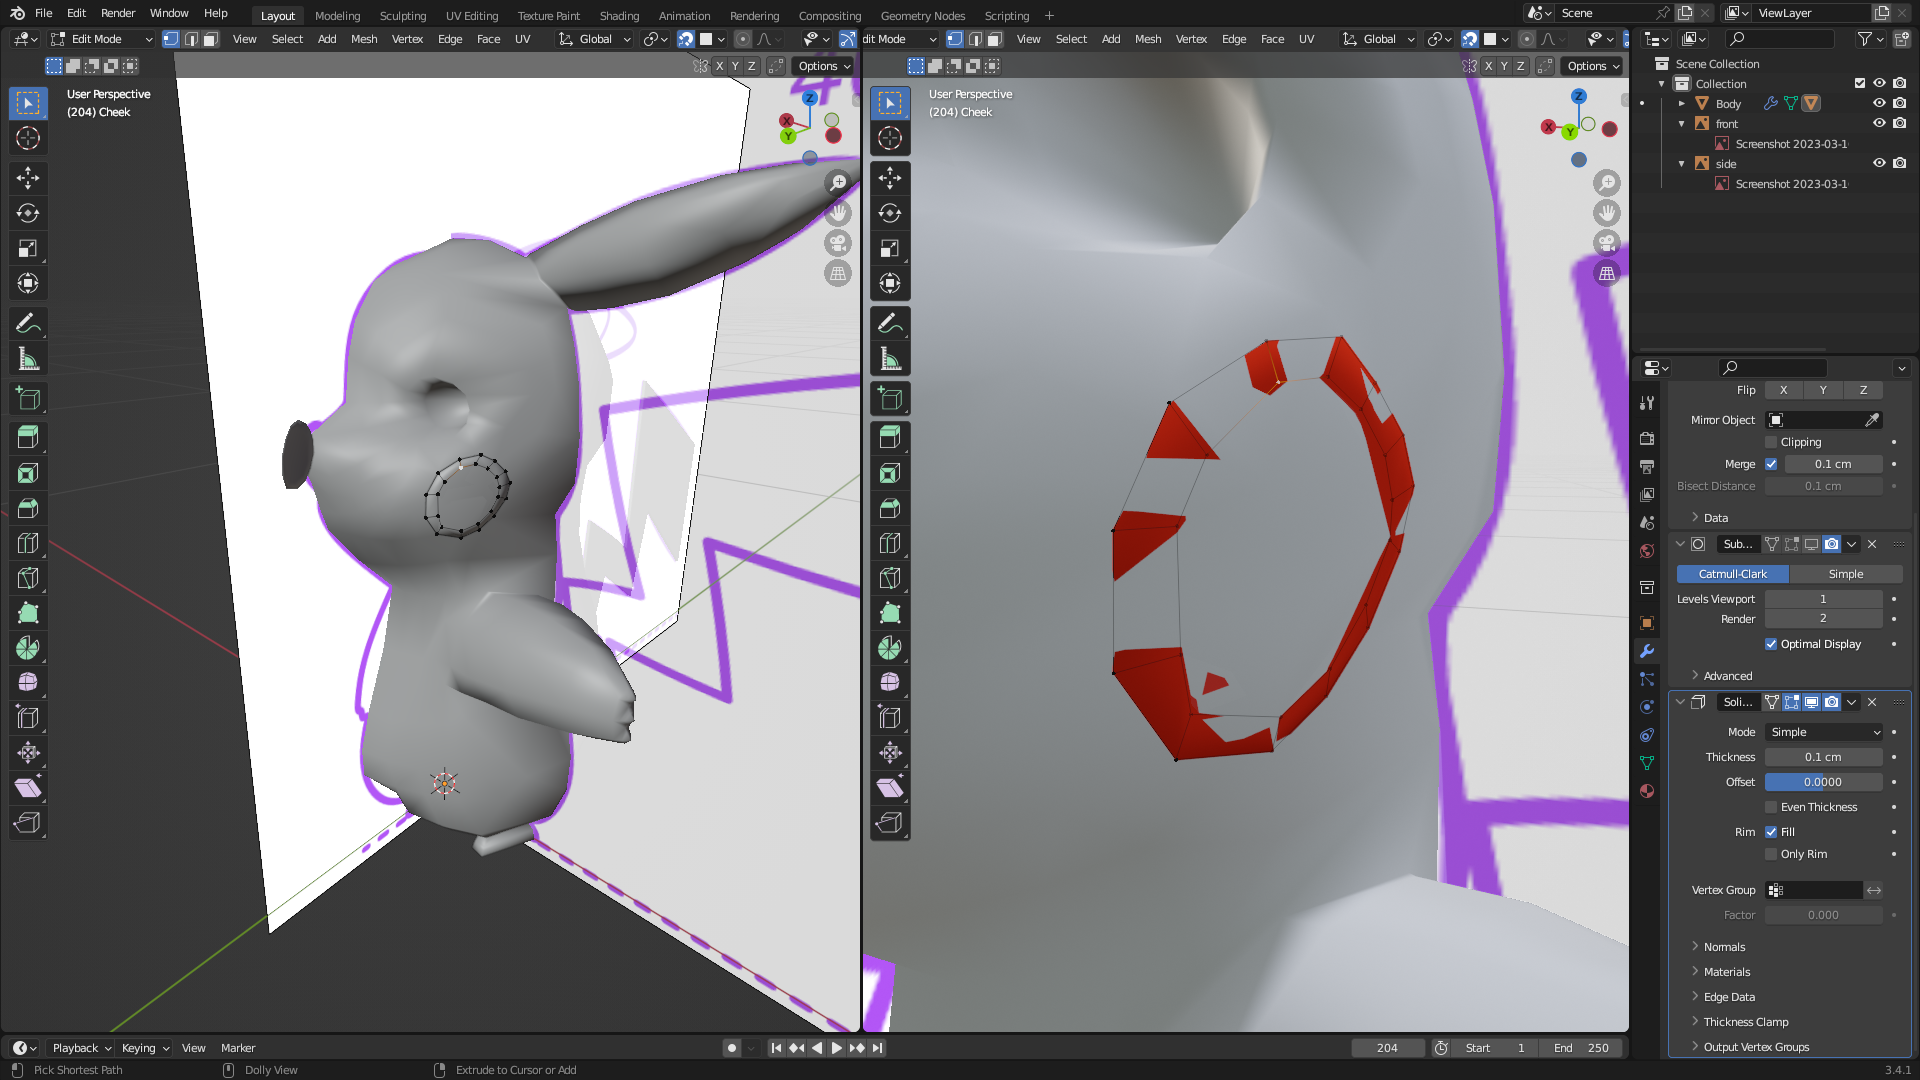 File Edit Render Window Help
Layout Modeling Sculpting UV Editing Texture Paint Shading Animation Rendering Compositing Geometry Nodes Scripting +
Scene
ViewLayer
Edit Mode View Select Add Mesh Vertex Edge Face UV Global
dit Mode View Select Add Mesh Vertex Edge Face UV Global
X Y Z Options
X Y Z Options
User Perspective
(204) Cheek
Z
X
Y
User Perspective
(204) Cheek
Z
X
Y
Scene Collection
Collection
Body
front
Screenshot 2023-03-1
side
Screenshot 2023-03-1
Flip X Y Z
Mirror Object
Clipping
Merge 0.1 cm
Bisect Distance 0.1 cm
Data
Sub...
Catmull-Clark Simple
Levels Viewport 1
Render 2
Optimal Display
Advanced
Soli...
Mode Simple
Thickness 0.1 cm
Offset 0.0000
Even Thickness
Rim Fill
Only Rim
Vertex Group
Factor 0.000
Normals
Materials
Edge Data
Thickness Clamp
Output Vertex Groups
Playback Keying View Marker
204 Start 1 End 250
Pick Shortest Path Dolly View Extrude to Cursor or Add
3.4.1